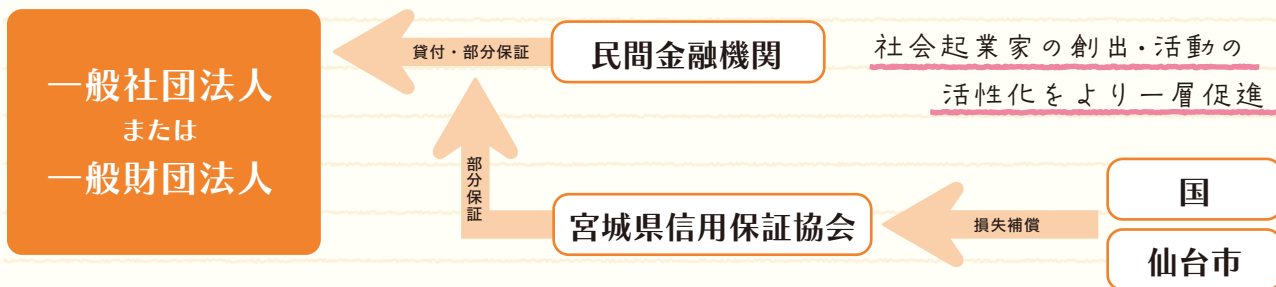 一般社団法人
または
一般財団法人
貸付・部分保証
民間金融機関
社会起業家の創出・活動の
活性化をより一層促進
部分保証
宮城県信用保証協会
損失補償
国
仙台市